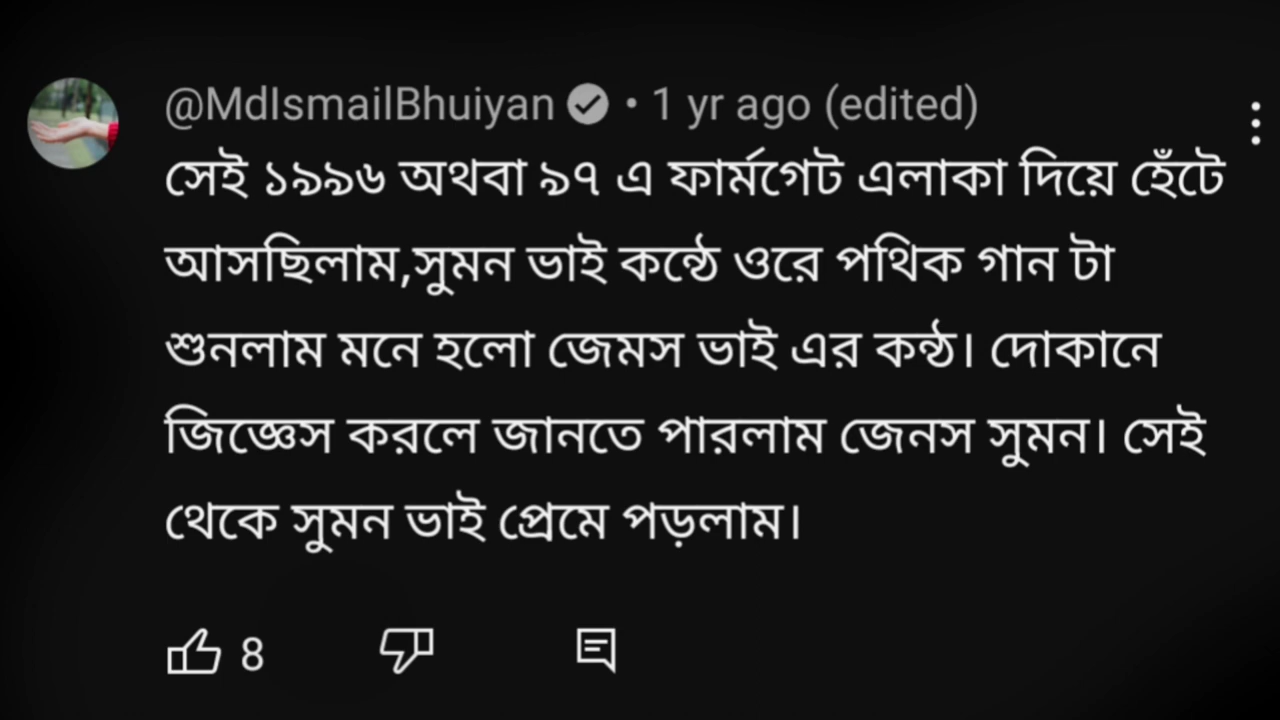 @MdIsmailBhuiyan • 1 yr ago (edited)
সেই ১৯৯৬ অথবা ৯৭ এ ফার্মগেট এলাকা দিয়ে হেঁটে
আসছিলাম,সুমন ভাই কন্ঠে ওরে পথিক গান টা
শুনলাম মনে হলো জেমস ভাই এর কন্ঠ। দোকানে
জিজ্ঞেস করলে জানতে পারলাম জেনস সুমন। সেই
থেকে সুমন ভাই প্রেমে পড়লাম।
8